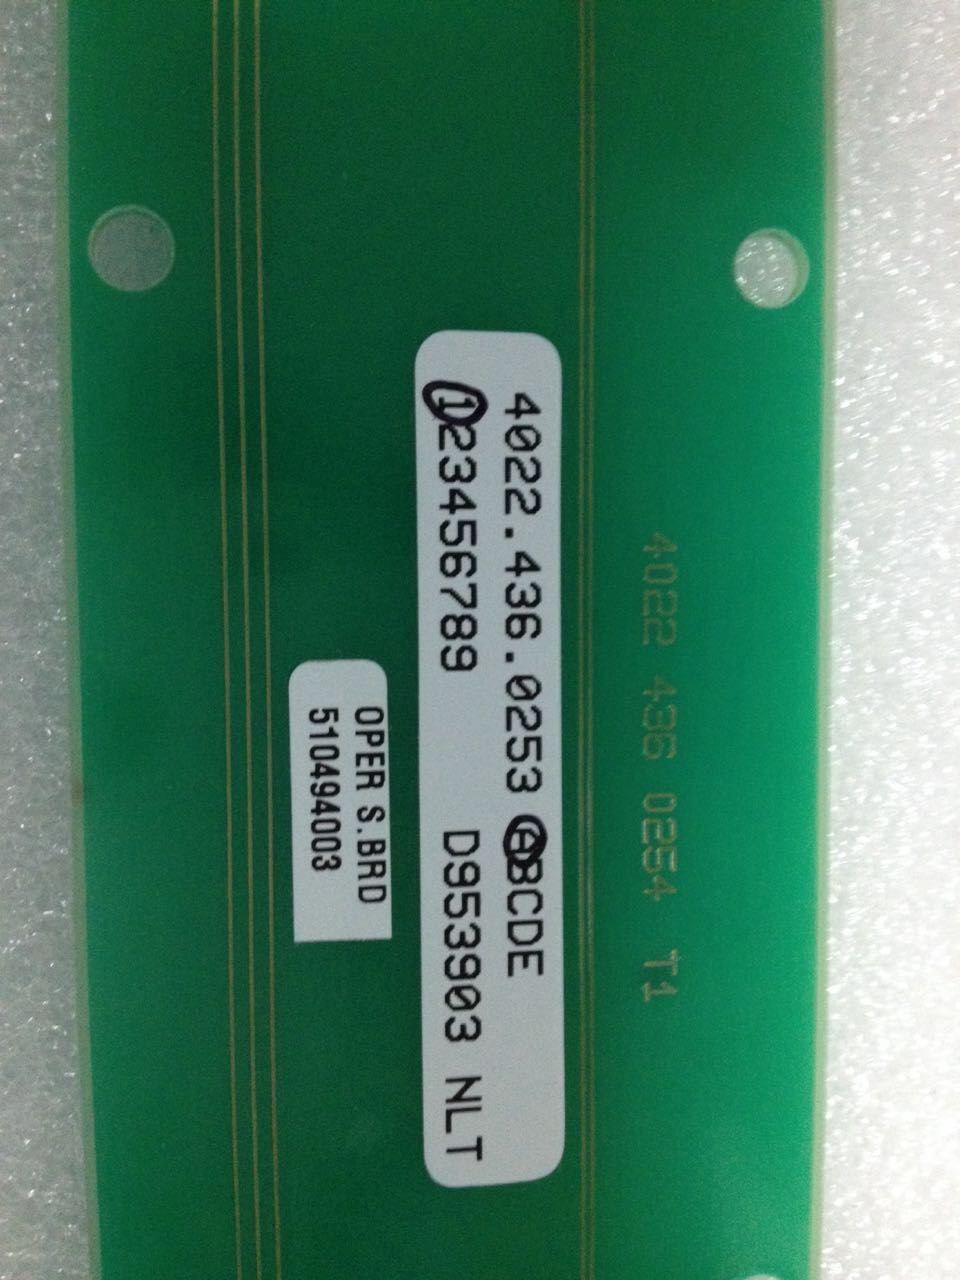 4022 436 0254 T1
4022.436.0253 ABCDE
123456789 D953903 NLT
OPER S.BRD
510494003